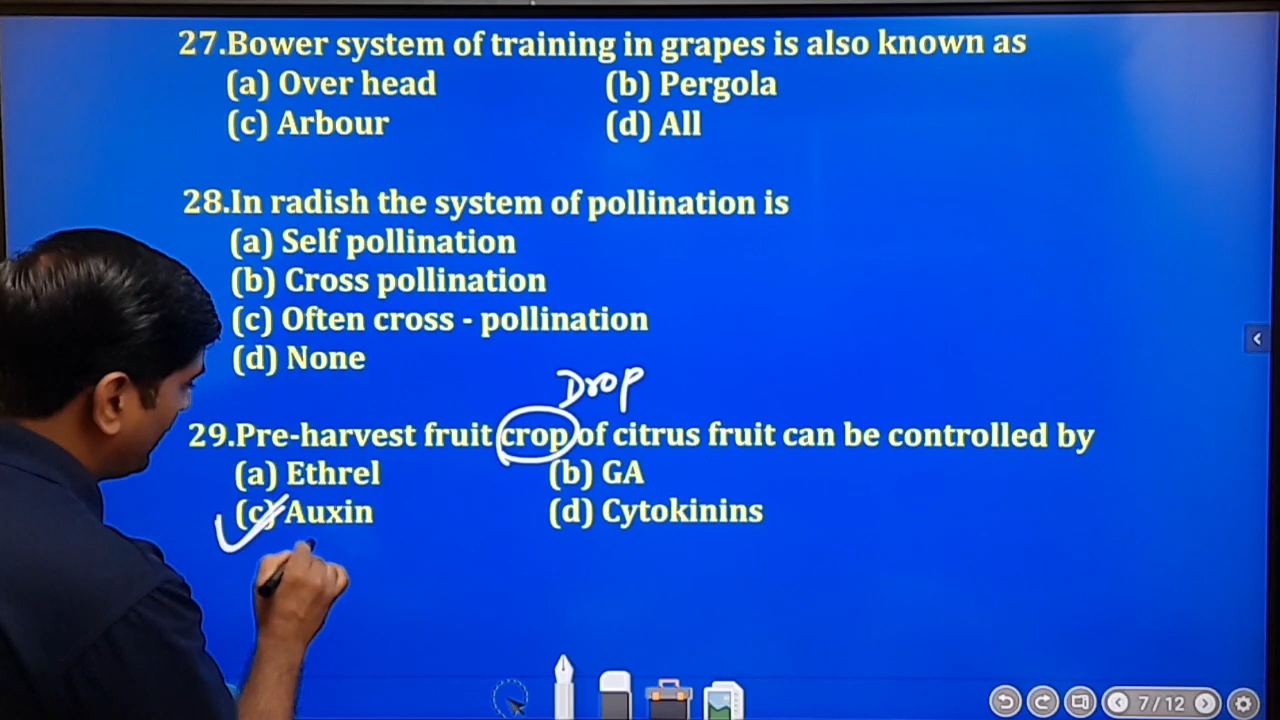 27.Bower system of training in grapes is also known as
(a) Over head (b) Pergola
(c) Arbour (d) All
28.In radish the system of pollination is
(a) Self pollination
(b) Cross pollination
(c) Often cross - pollination
(d) None
Drop
29.Pre-harvest fruit crop of citrus fruit can be controlled by
(a) Ethrel (b) GA
(c) Auxin (d) Cytokinins
7/12